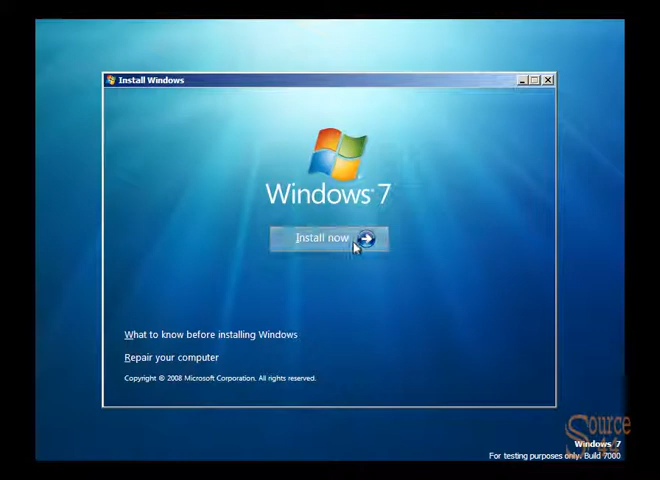 Install Windows
Windows 7
Install now
What to know before installing Windows
Repair your computer
Copyright © 2008 Microsoft Corporation. All rights reserved.
Source
44
Windows 7
For testing purposes only. Build 7000